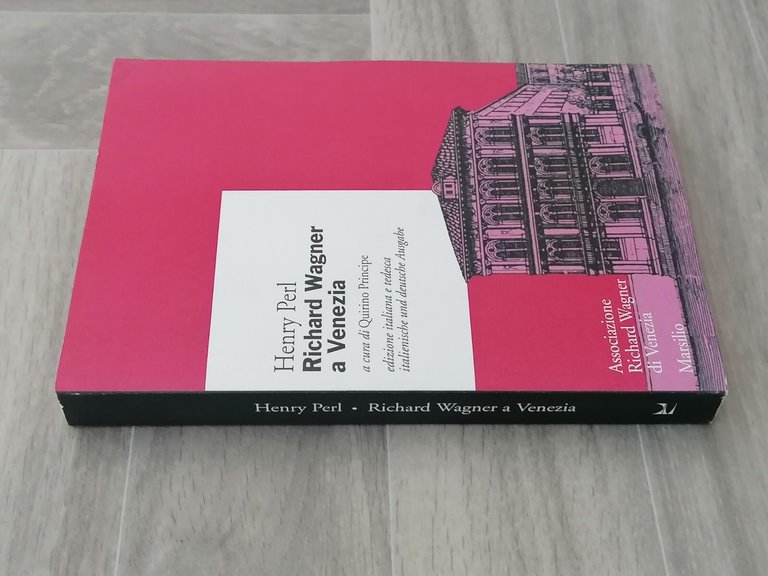 Henry Perl
Richard Wagner
a Venezia
a cura di Quirino Principe
edizione italiana e tedesca
italienische und deutsche Ausgabe
Associazione
Richard Wagner
di Venezia
Marsilio
Henry Perl • Richard Wagner a Venezia